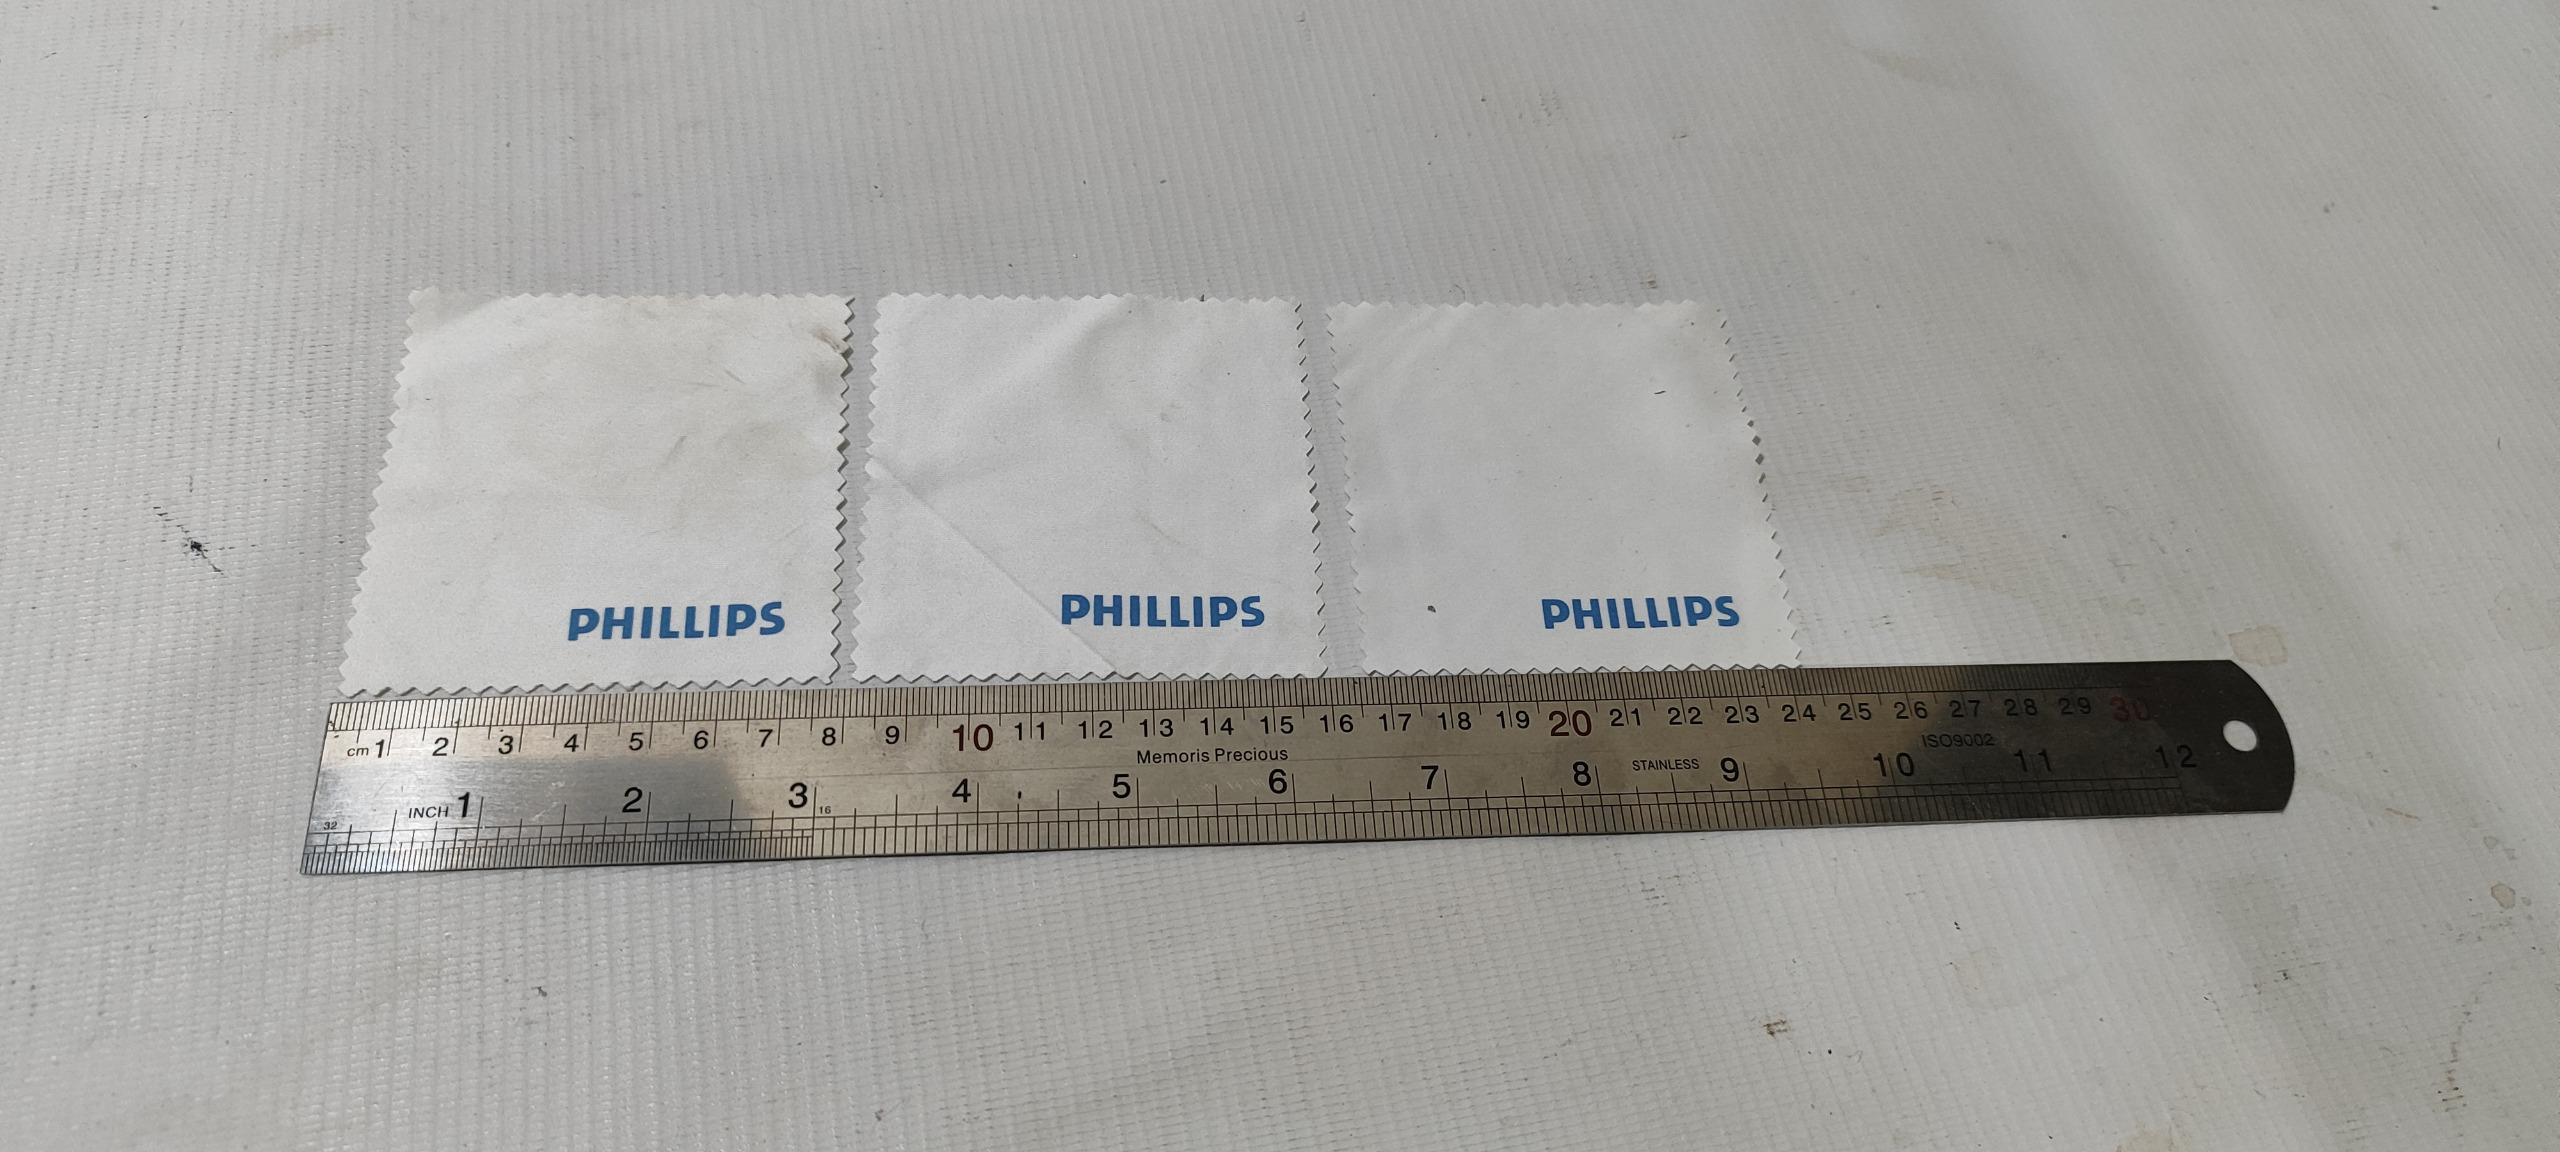 PHILLIPS
PHILLIPS
PHILLIPS
cm 1 2 3 4 5 6 7 8 9 10 11 12 13 14 15 16 17 18 19 20 21 22 23 24 25 26 27 28 29 30
Memoris Precious
ISO9002
STAINLESS
INCH 1 2 3 4 5 6 7 8 9 10 11 12
32
16